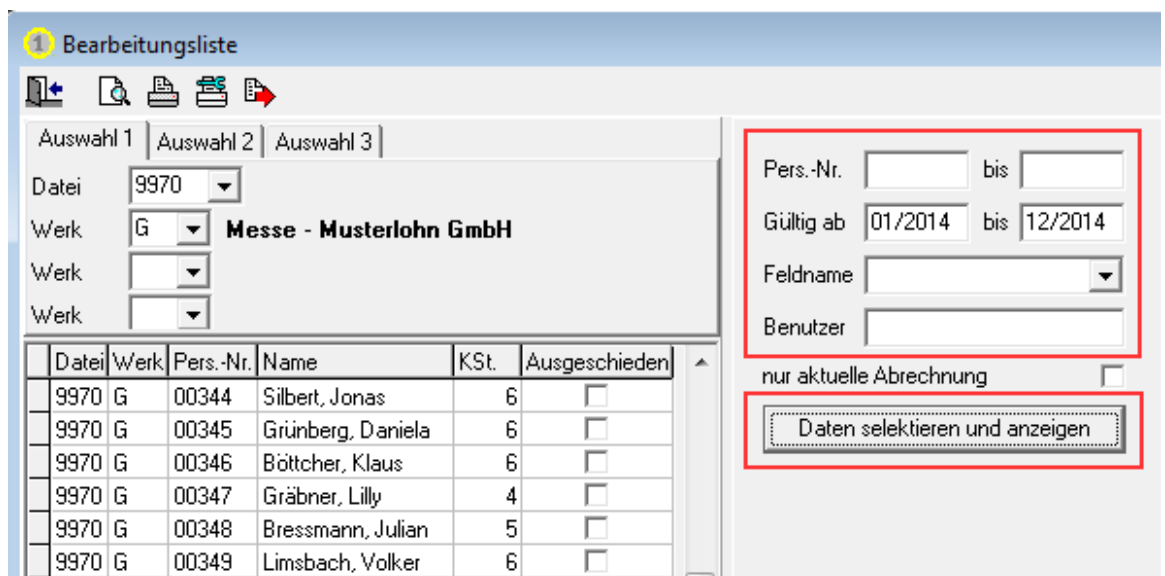 1 Bearbeitungsliste
Auswahl 1 Auswahl 2 Auswahl 3
Datei 9970
Werk G Messe - Musterlohn GmbH
Werk
Werk
Datei Werk Pers.-Nr. Name KSt. Ausgeschieden
9970 G 00344 Silbert, Jonas 6
9970 G 00345 Grünberg, Daniela 6
9970 G 00346 Böttcher, Klaus 6
9970 G 00347 Gräbner, Lilly 4
9970 G 00348 Bressmann, Julian 5
9970 G 00349 Limsbach, Volker 6
Pers.-Nr. bis
Gültig ab 01/2014 bis 12/2014
Feldname
Benutzer
nur aktuelle Abrechnung
Daten selektieren und anzeigen